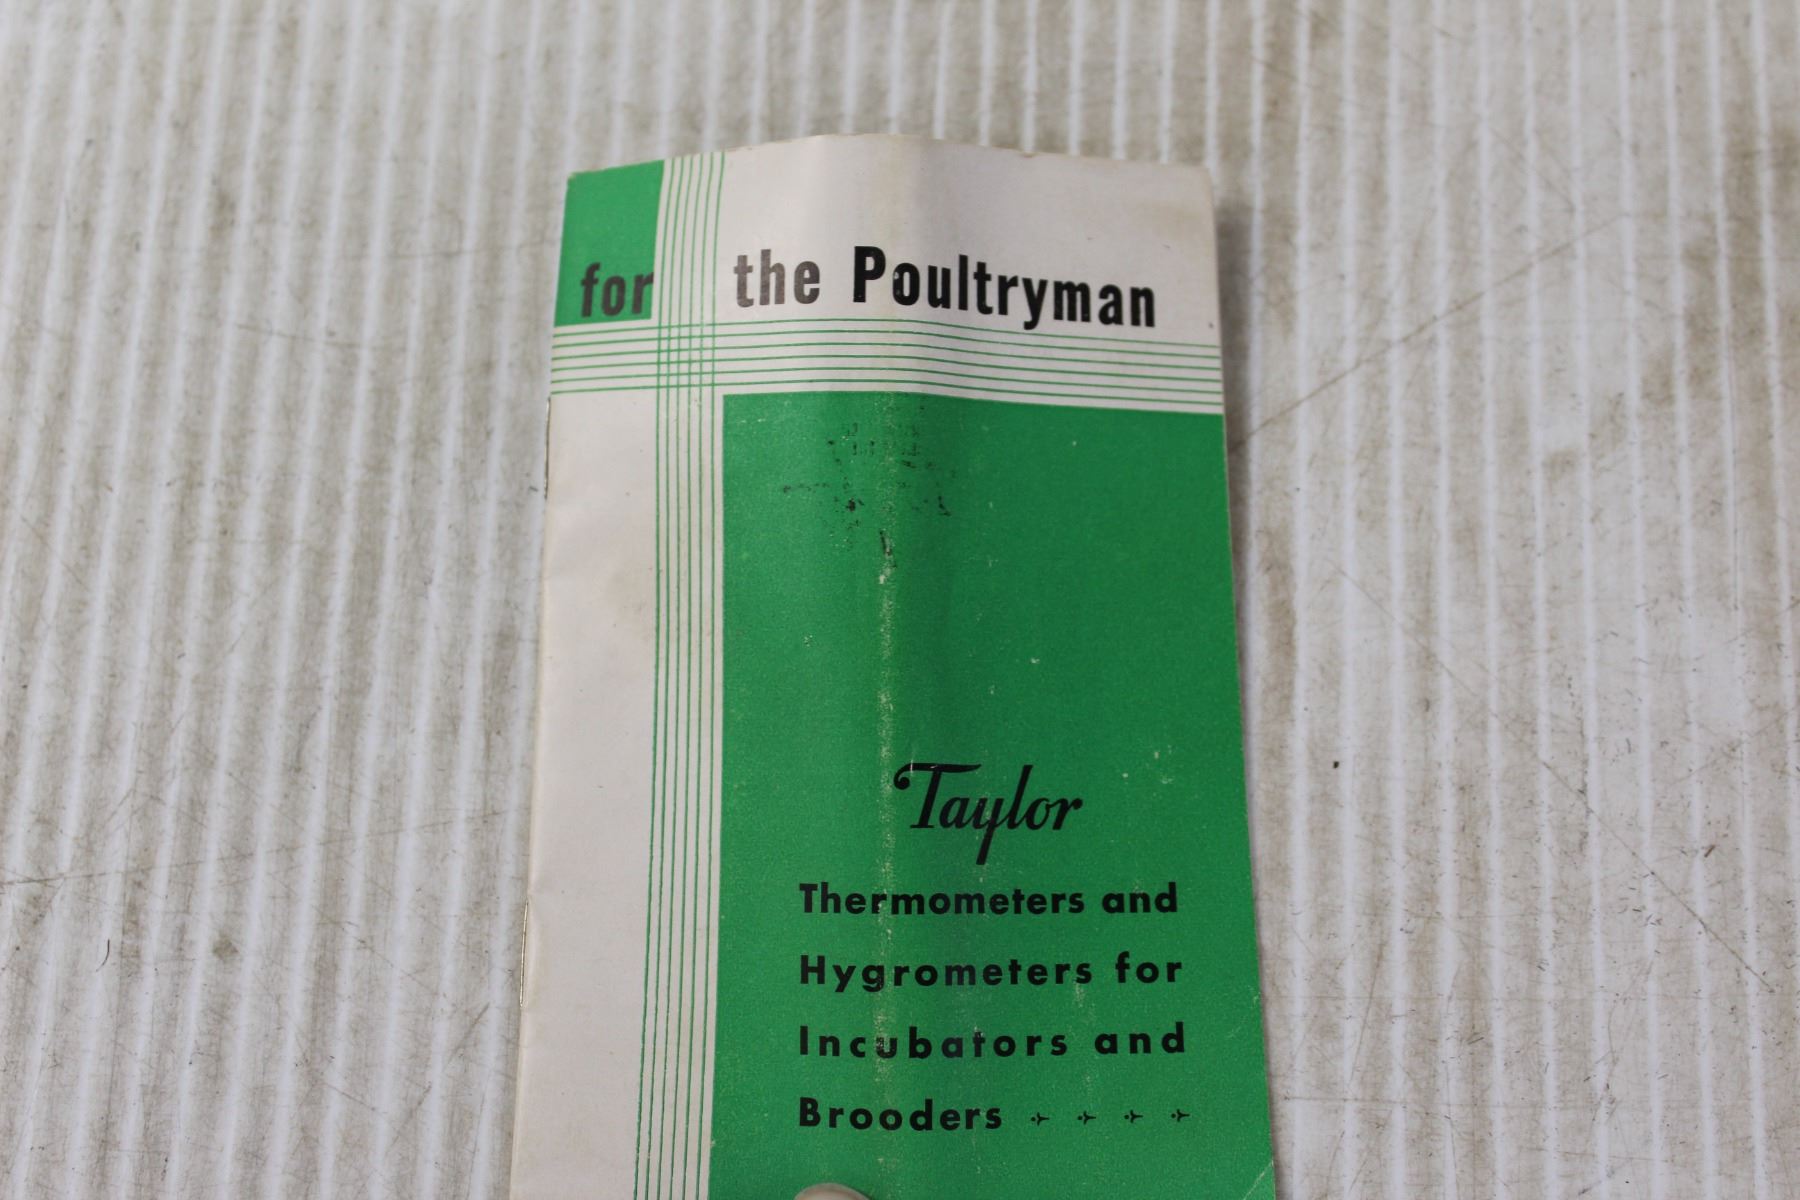 for the Poultryman
Taylor
Thermometers and
Hygrometers for
Incubators and
Brooders